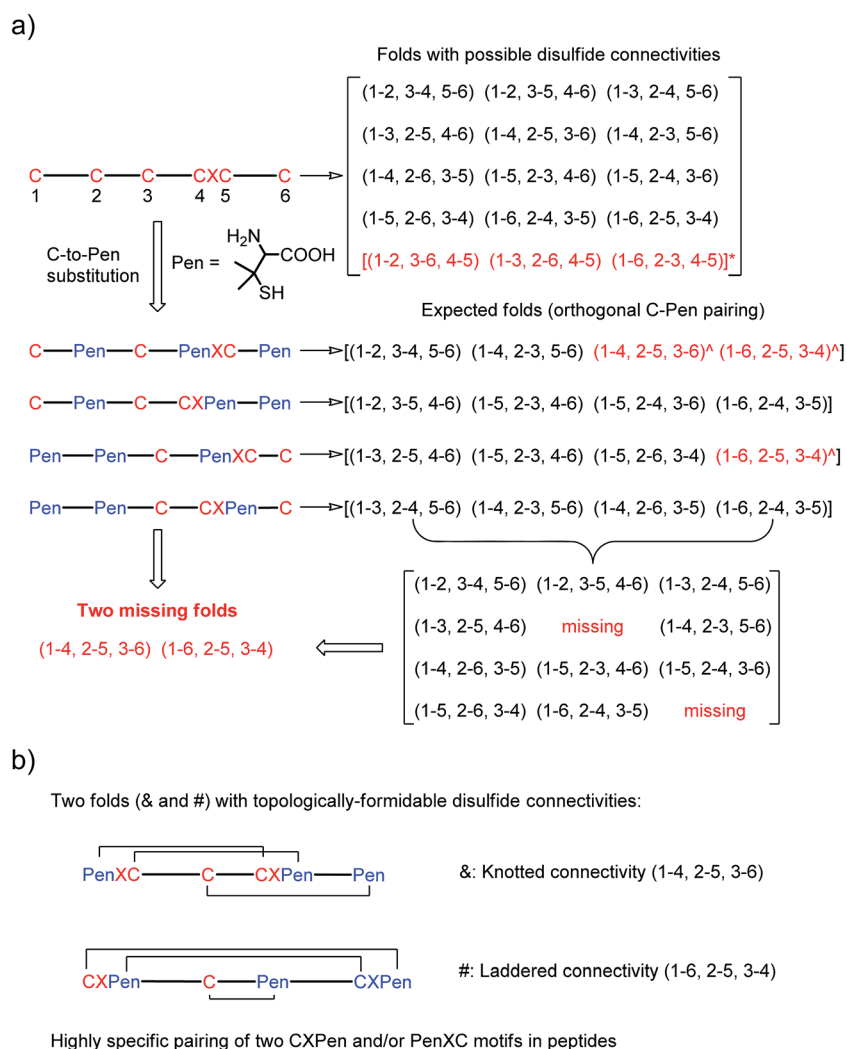 a)
Folds with possible disulfide connectivities
(1-2, 3-4, 5-6) (1-2, 3-5, 4-6) (1-3, 2-4, 5-6)
(1-3, 2-5, 4-6) (1-4, 2-5, 3-6) (1-4, 2-3, 5-6)
C C C CXC C
1 2 3 4 5 6
(1-4, 2-6, 3-5) (1-5, 2-3, 4-6) (1-5, 2-4, 3-6)
(1-5, 2-6, 3-4) (1-6, 2-4, 3-5) (1-6, 2-5, 3-4)
[(1-2, 3-6, 4-5) (1-3, 2-6, 4-5) (1-6, 2-3, 4-5)]*
C-to-Pen
substitution
Pen =
H₂N
COOH
SH
Expected folds (orthogonal C-Pen pairing)
C Pen C PenXC Pen [(1-2, 3-4, 5-6) (1-4, 2-3, 5-6) (1-4, 2-5, 3-6)^ (1-6, 2-5, 3-4)^]
C Pen C CXPen Pen [(1-2, 3-5, 4-6) (1-5, 2-3, 4-6) (1-5, 2-4, 3-6) (1-6, 2-4, 3-5)]
Pen Pen C PenXC C [(1-3, 2-5, 4-6) (1-5, 2-3, 4-6) (1-5, 2-6, 3-4) (1-6, 2-5, 3-4)^]
Pen Pen C CXPen C [(1-3, 2-4, 5-6) (1-4, 2-3, 5-6) (1-4, 2-6, 3-5) (1-6, 2-4, 3-5)]
Two missing folds
(1-4, 2-5, 3-6) (1-6, 2-5, 3-4)
(1-2, 3-4, 5-6) (1-2, 3-5, 4-6) (1-3, 2-4, 5-6)
(1-3, 2-5, 4-6) missing (1-4, 2-3, 5-6)
(1-4, 2-6, 3-5) (1-5, 2-3, 4-6) (1-5, 2-4, 3-6)
(1-5, 2-6, 3-4) (1-6, 2-4, 3-5) missing
b)
Two folds (& and #) with topologically-formidable disulfide connectivities:
PenXC C CXPen Pen
&: Knotted connectivity (1-4, 2-5, 3-6)
CXPen C Pen CXPen
#: Laddered connectivity (1-6, 2-5, 3-4)
Highly specific pairing of two CXPen and/or PenXC motifs in peptides